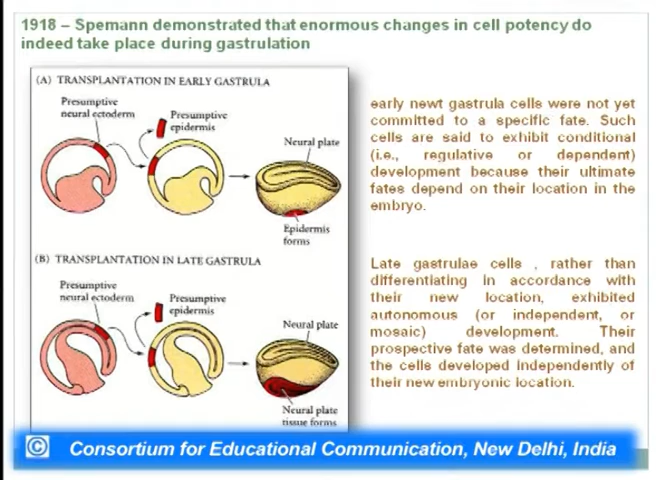 1918 – Spemann demonstrated that enormous changes in cell potency do
indeed take place during gastrulation
(A) TRANSPLANTATION IN EARLY GASTRULA
Presumptive
neural ectoderm
Presumptive
epidermis
Neural plate
Epidermis
forms
early newt gastrula cells were not yet
committed to a specific fate. Such
cells are said to exhibit conditional
(i.e., regulative or dependent)
development because their ultimate
fates depend on their location in the
embryo.
(B) TRANSPLANTATION IN LATE GASTRULA
Presumptive
neural ectoderm
Presumptive
epidermis
Neural plate
Neural plate
tissue forms
Late gastrulae cells , rather than
differentiating in accordance with
their new location, exhibited
autonomous (or independent, or
mosaic) development. Their
prospective fate was determined, and
the cells developed independently of
their new embryonic location.
© Consortium for Educational Communication, New Delhi, India